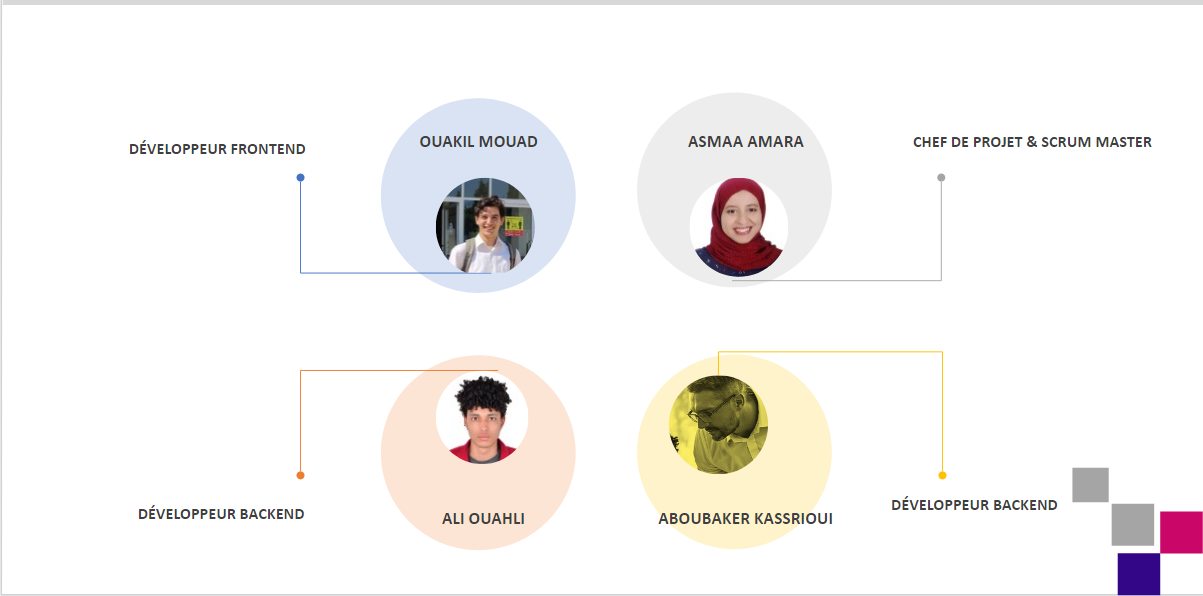 DÉVELOPPEUR FRONTEND
OUAKIL MOUAD
ASMAA AMARA
CHEF DE PROJET & SCRUM MASTER
DÉVELOPPEUR BACKEND
ALI OUAHLI
ABOUBAKER KASSRIOUI
DÉVELOPPEUR BACKEND